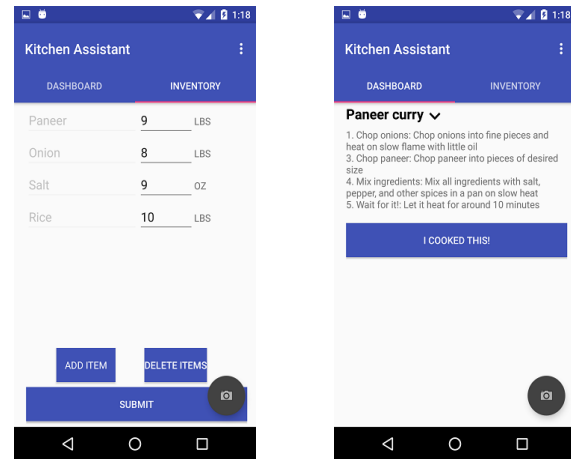 1:18
Kitchen Assistant
DASHBOARD INVENTORY
Paneer 9 LBS
Onion 8 LBS
Salt 9 OZ
Rice 10 LBS
ADD ITEM DELETE ITEMS
SUBMIT
1:18
Kitchen Assistant
DASHBOARD INVENTORY
Paneer curry
1. Chop onions: Chop onions into fine pieces and
heat on slow flame with little oil
3. Chop paneer: Chop paneer into pieces of desired
size
4. Mix ingredients: Mix all ingredients with salt,
pepper, and other spices in a pan on slow heat
5. Wait for it!: Let it heat for around 10 minutes
I COOKED THIS!